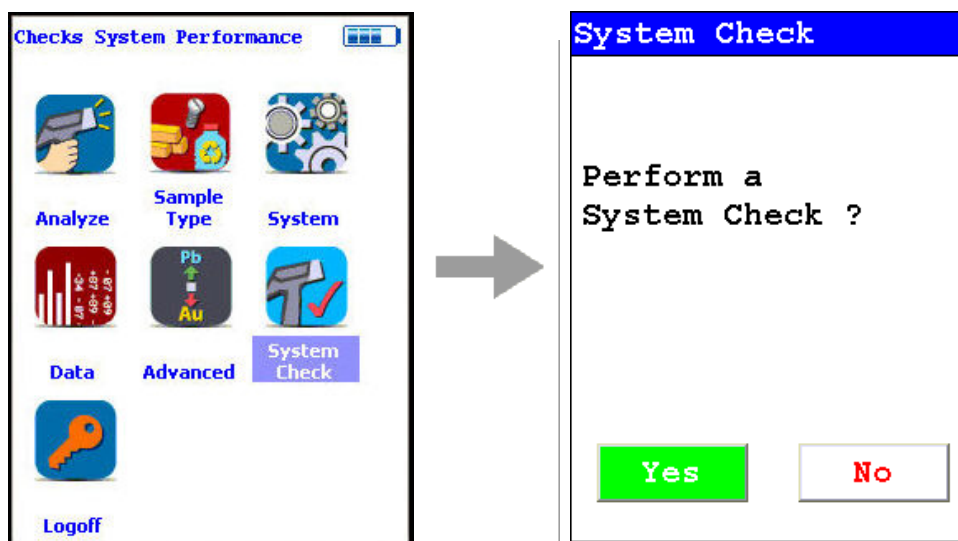 Checks System Performance
Analyze
Sample
Type
System
Pb
Au
Data
Advanced
System
Check
Logoff
System Check
Perform a
System Check ?
Yes
No